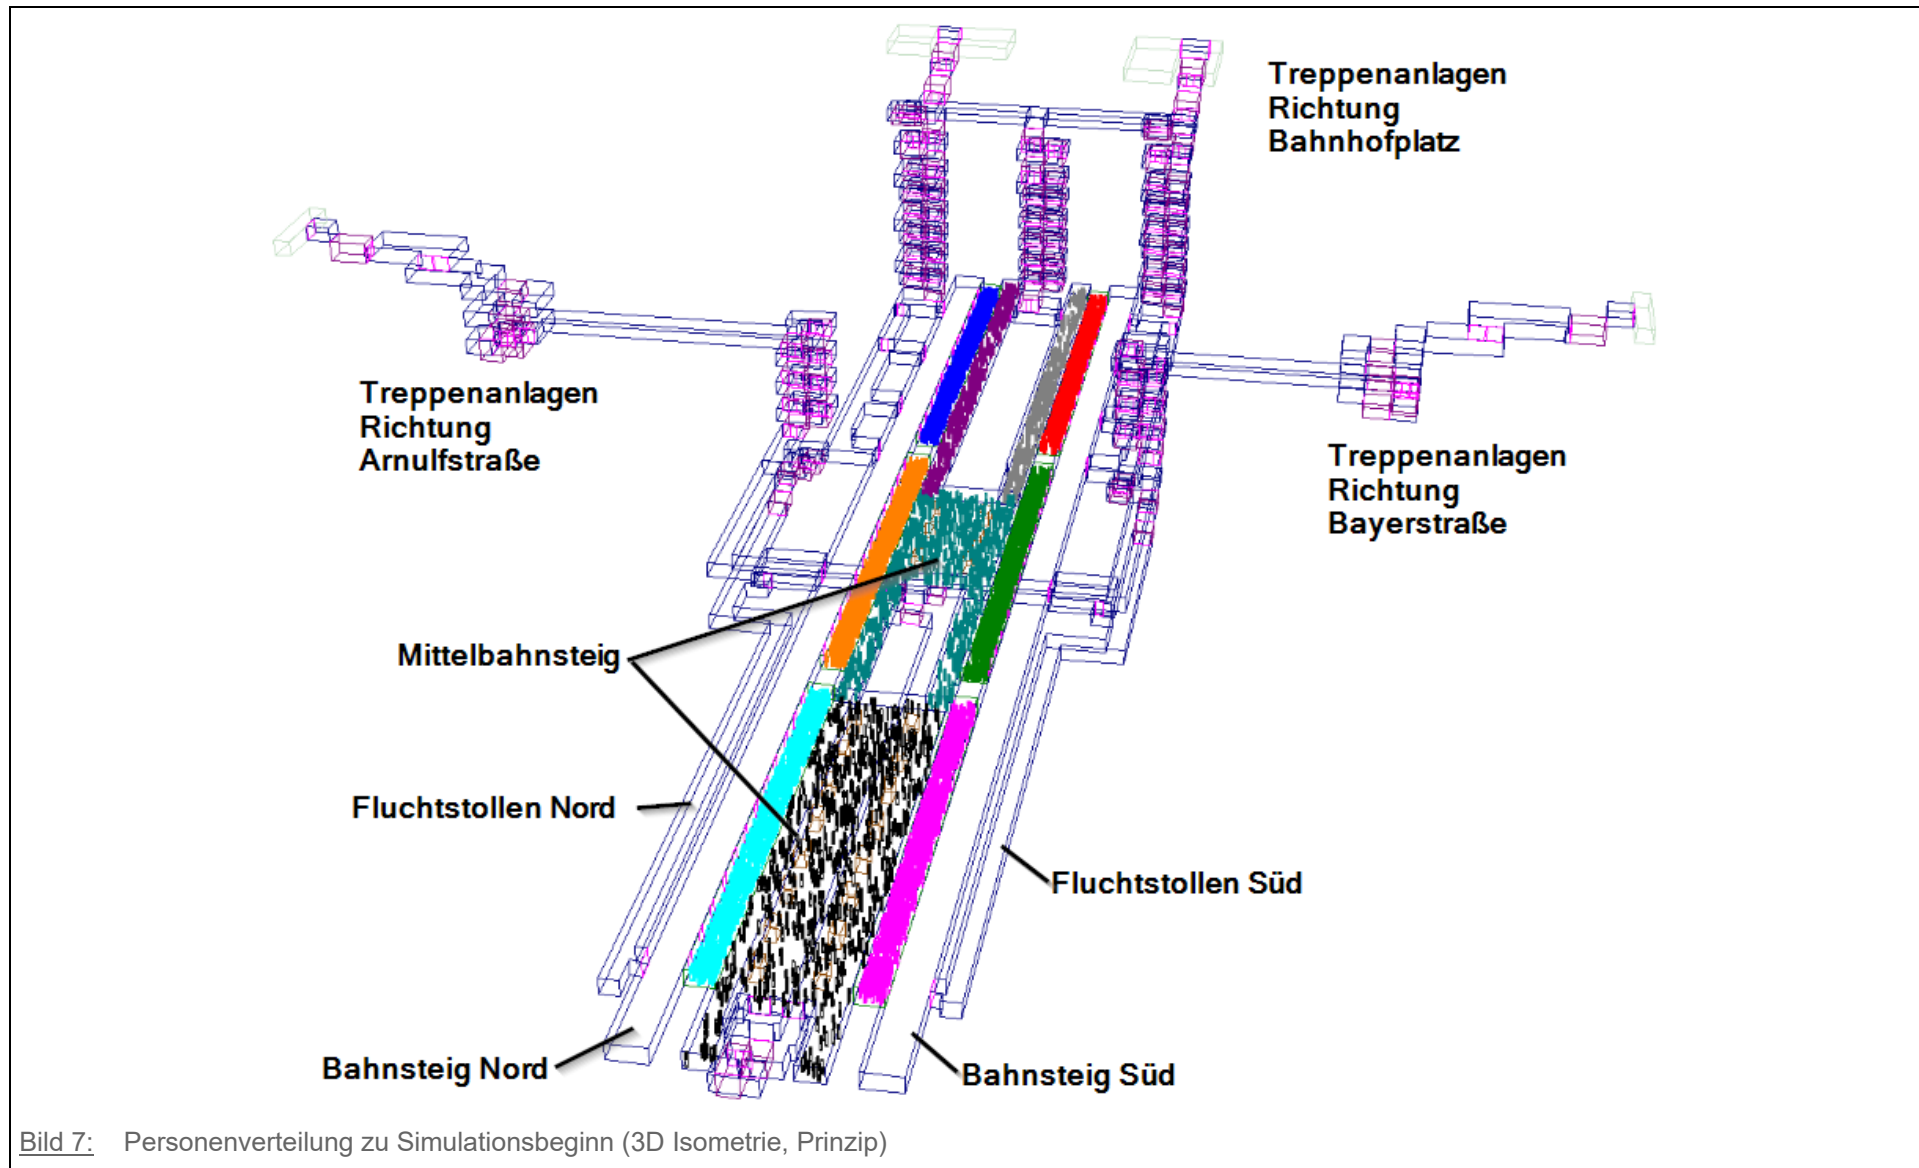 Treppenanlagen
Richtung
Bahnhofplatz
Treppenanlagen
Richtung
Arnulfstraße
Treppenanlagen
Richtung
Bayerstraße
Mittelbahnsteig
Fluchtstollen Nord
Fluchtstollen Süd
Bahnsteig Nord
Bahnsteig Süd
Bild 7: Personenverteilung zu Simulationsbeginn (3D Isometrie, Prinzip)